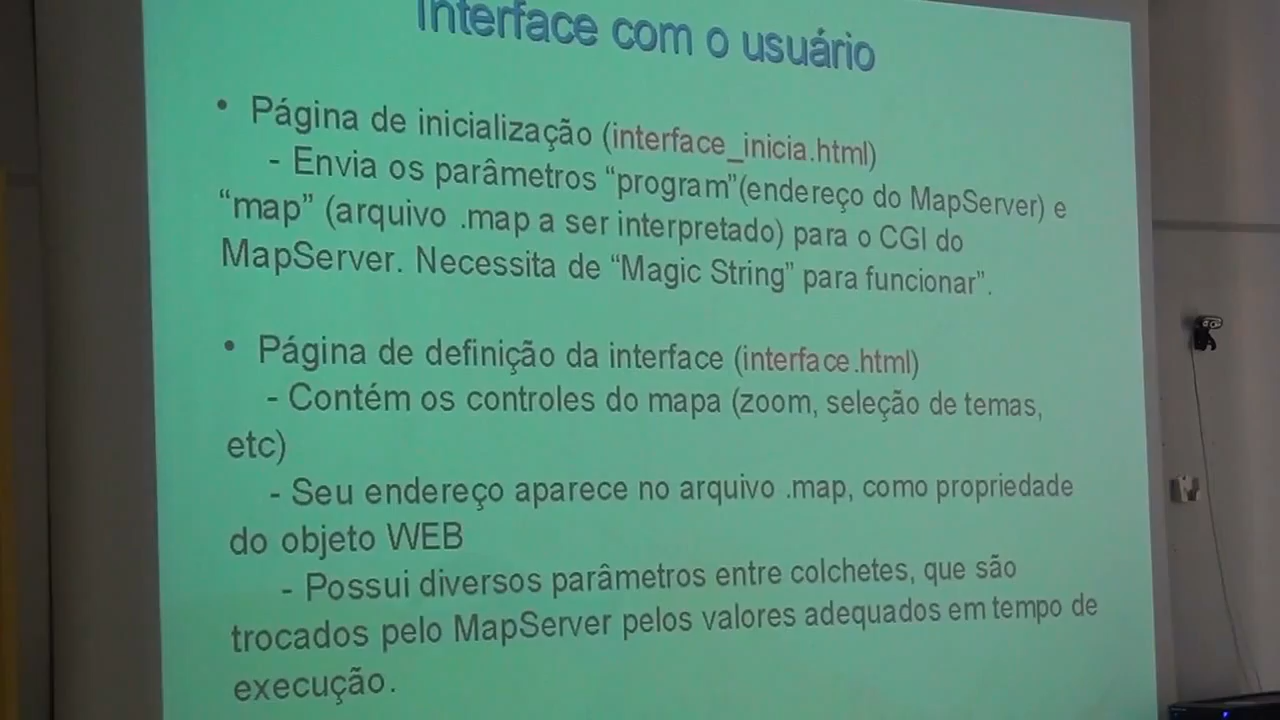 Interface com o usuário
• Página de inicialização (interface_inicia.html)
- Envia os parâmetros “program”(endereço do MapServer) e
“map” (arquivo .map a ser interpretado) para o CGI do
MapServer. Necessita de “Magic String” para funcionar”.
• Página de definição da interface (interface.html)
- Contém os controles do mapa (zoom, seleção de temas,
etc)
- Seu endereço aparece no arquivo .map, como propriedade
do objeto WEB
- Possui diversos parâmetros entre colchetes, que são
trocados pelo MapServer pelos valores adequados em tempo de
execução.